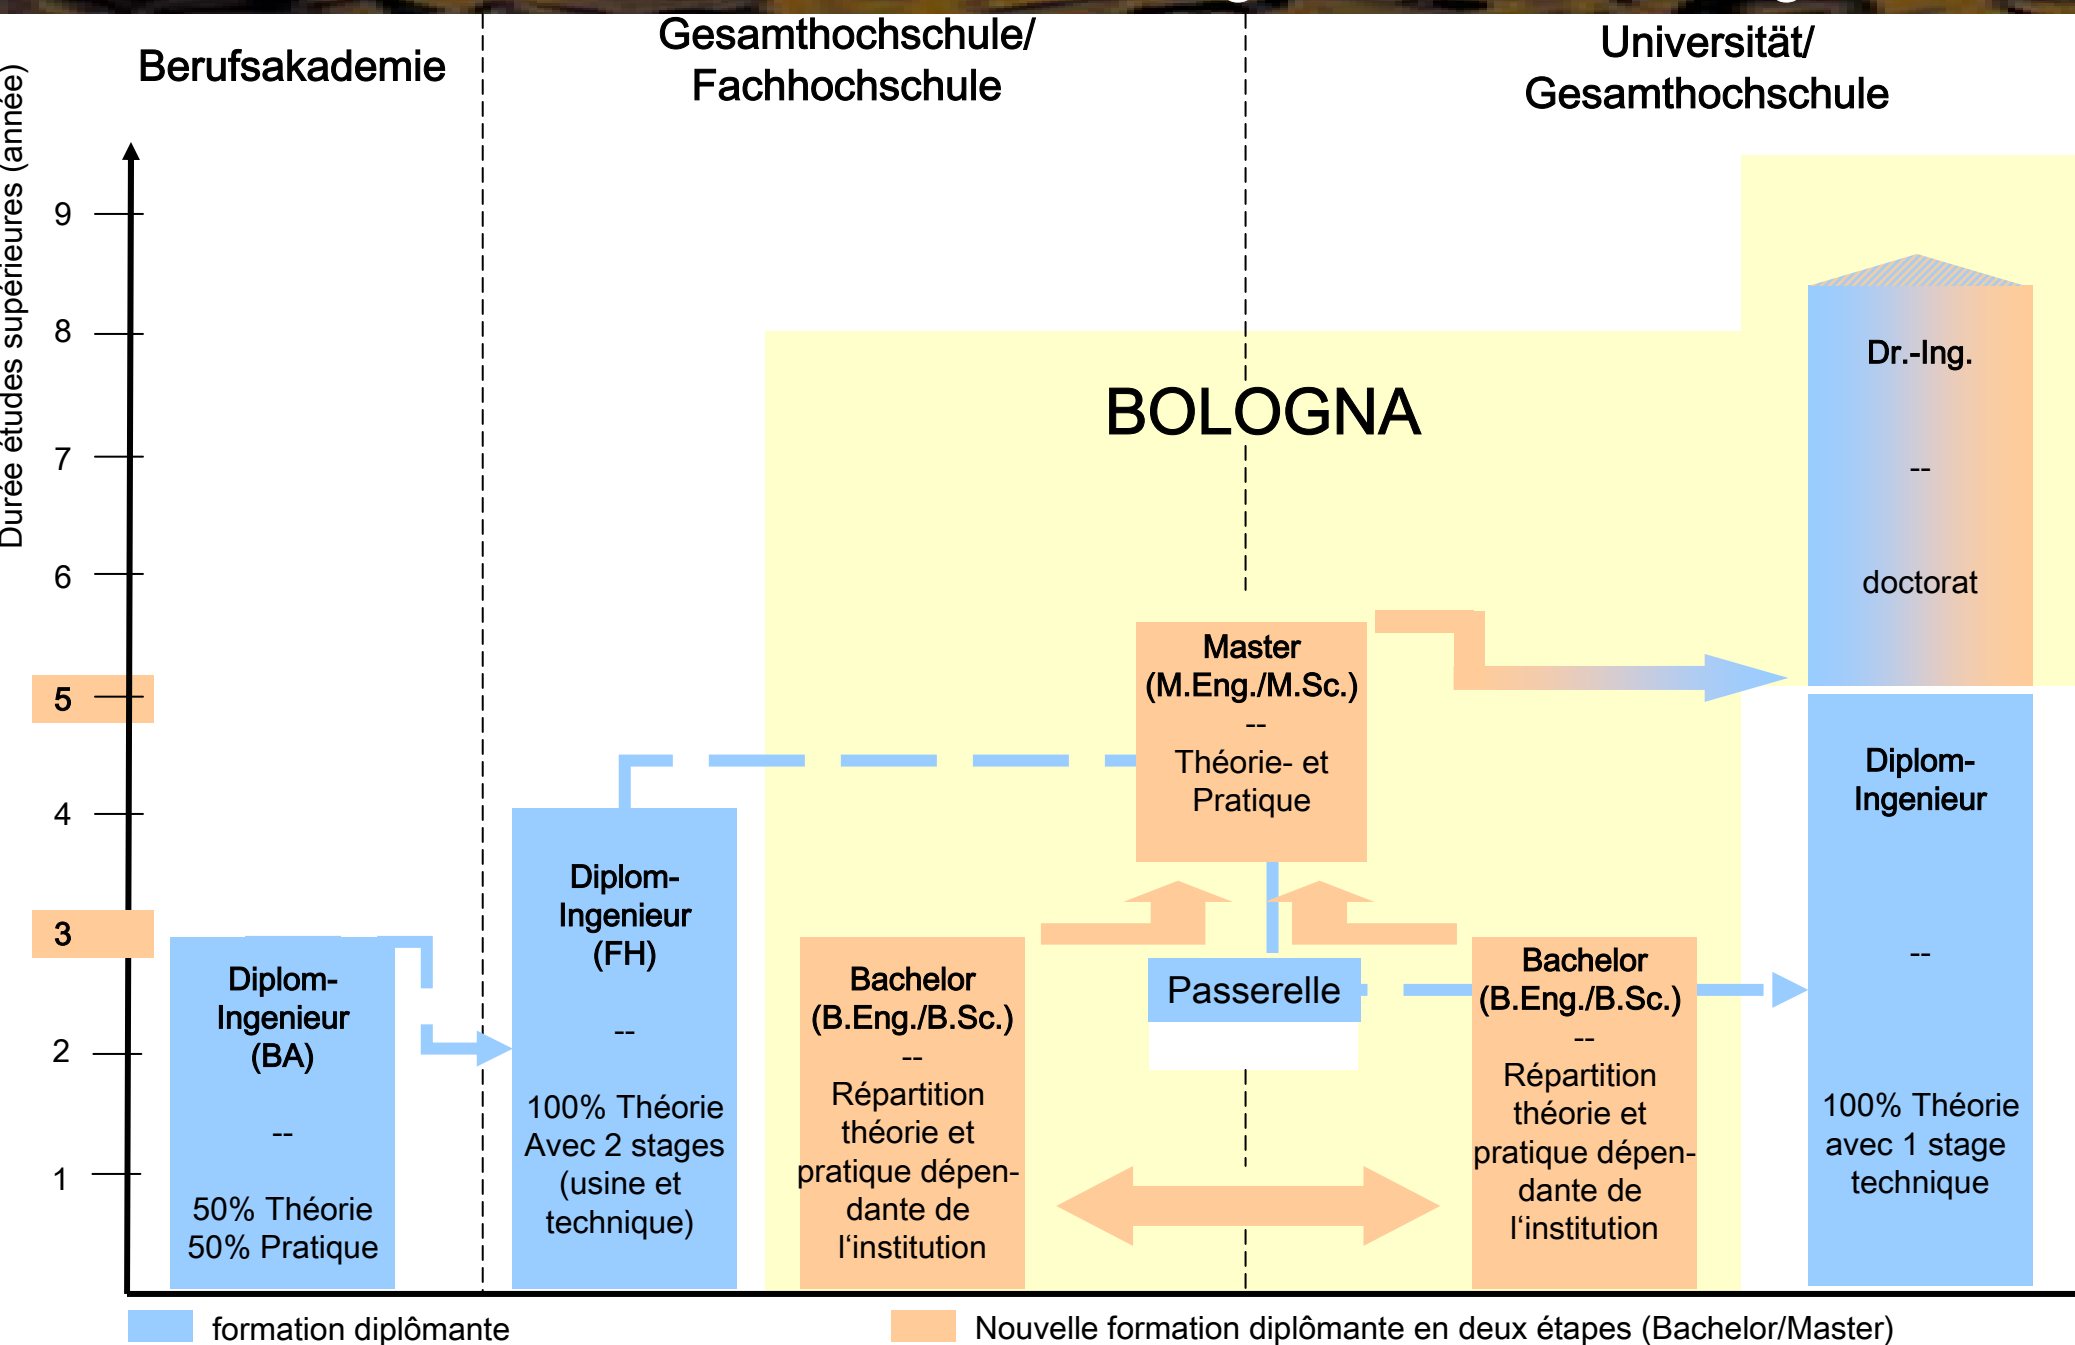 Berufsakademie
Gesamthochschule/
Fachhochschule
Universität/
Gesamthochschule
Durée études supérieures (année)
9
8
7
6
5
4
3
2
1
BOLOGNA
Dr.-Ing.
--
doctorat
Master
(M.Eng./M.Sc.)
--
Théorie- et
Pratique
Diplom-
Ingenieur
(BA)
--
50% Théorie
50% Pratique
Diplom-
Ingenieur
(FH)
--
100% Théorie
Avec 2 stages
(usine et
technique)
Bachelor
(B.Eng./B.Sc.)
--
Répartition
théorie et
pratique dépen-
dante de
l‘institution
Passerelle
Bachelor
(B.Eng./B.Sc.)
--
Répartition
théorie et
pratique dépen-
dante de
l‘institution
Diplom-
Ingenieur
--
100% Théorie
avec 1 stage
technique
formation diplômante
Nouvelle formation diplômante en deux étapes (Bachelor/Master)